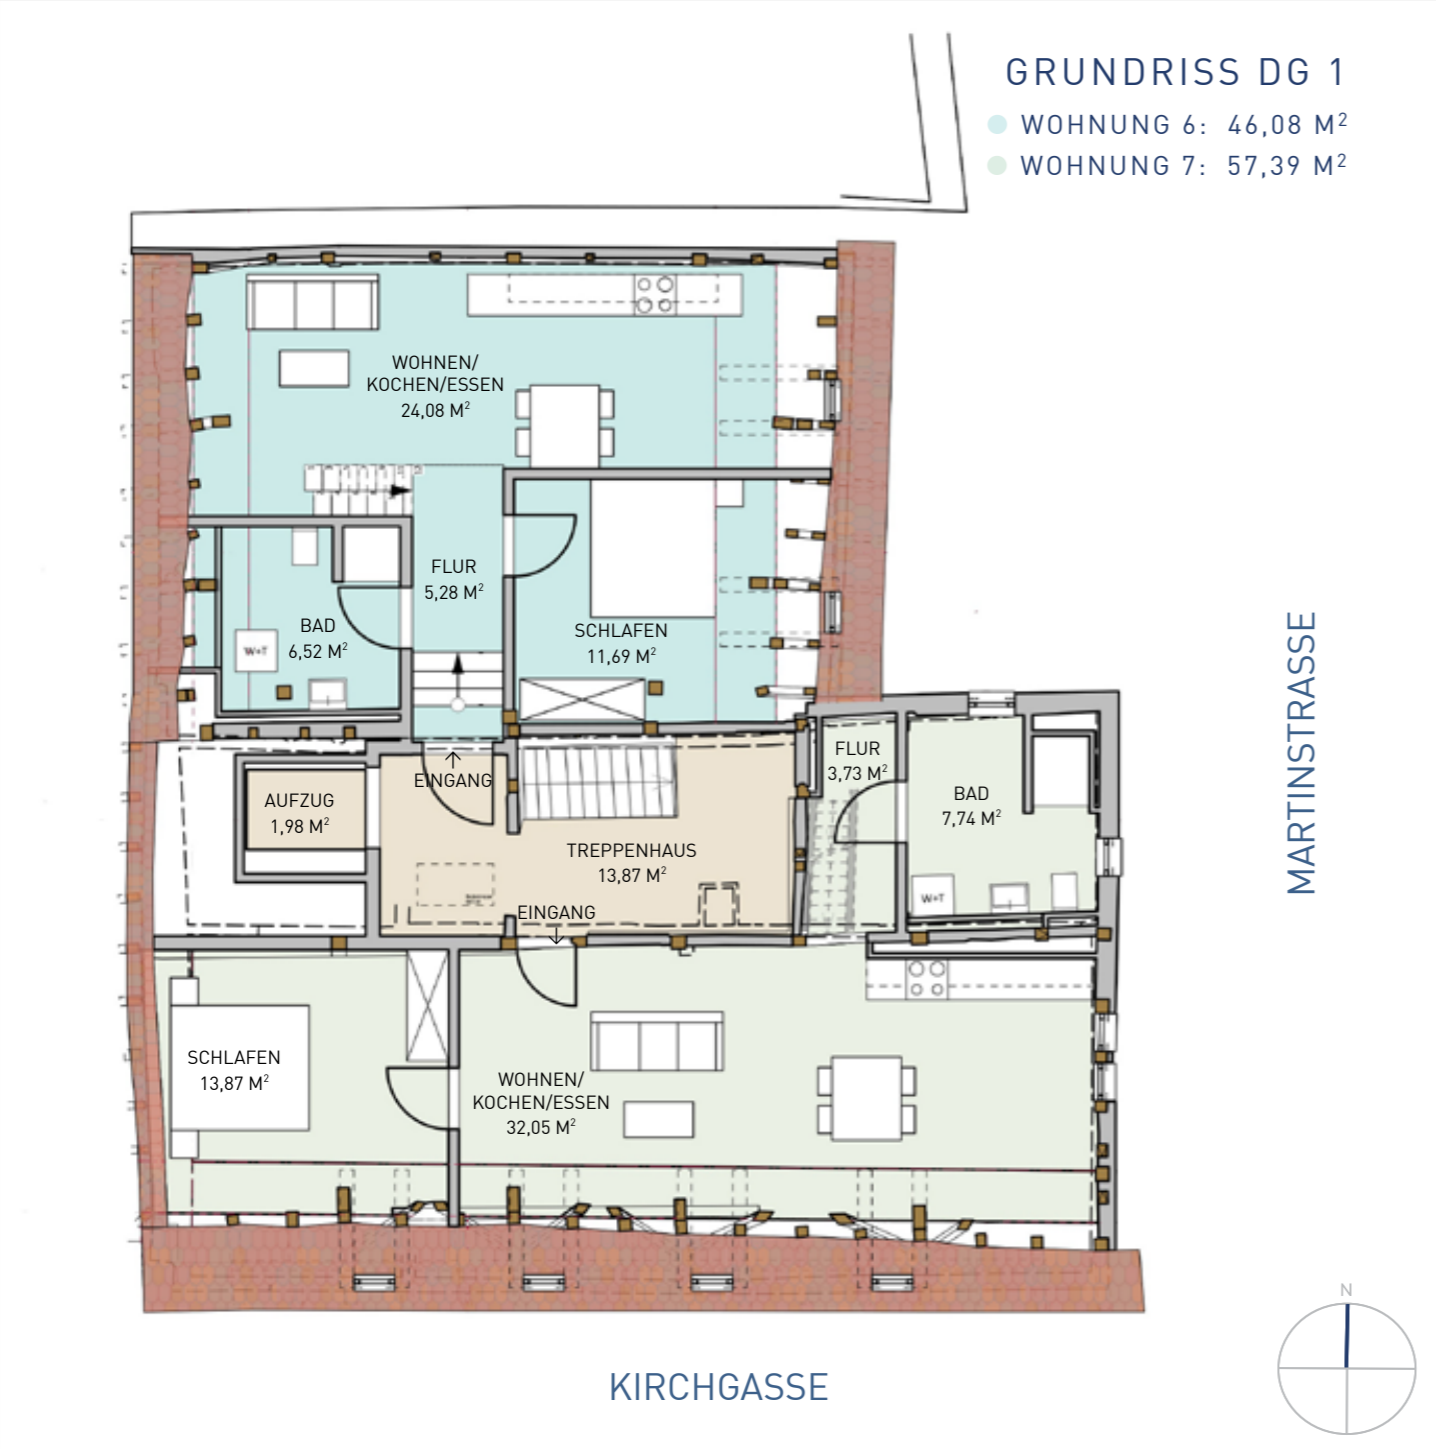 GRUNDRISS DG 1
WOHNUNG 6: 46,08 M²
WOHNUNG 7: 57,39 M²
WOHNEN/
KOCHEN/ESSEN
24,08 M²
FLUR
5,28 M²
BAD
6,52 M²
W+T
SCHLAFEN
11,69 M²
EINGANG
AUFZUG
1,98 M²
TREPPENHAUS
13,87 M²
EINGANG
FLUR
3,73 M²
BAD
7,74 M²
W+T
SCHLAFEN
13,87 M²
WOHNEN/
KOCHEN/ESSEN
32,05 M²
MARTINSTRASSE
KIRCHGASSE
N